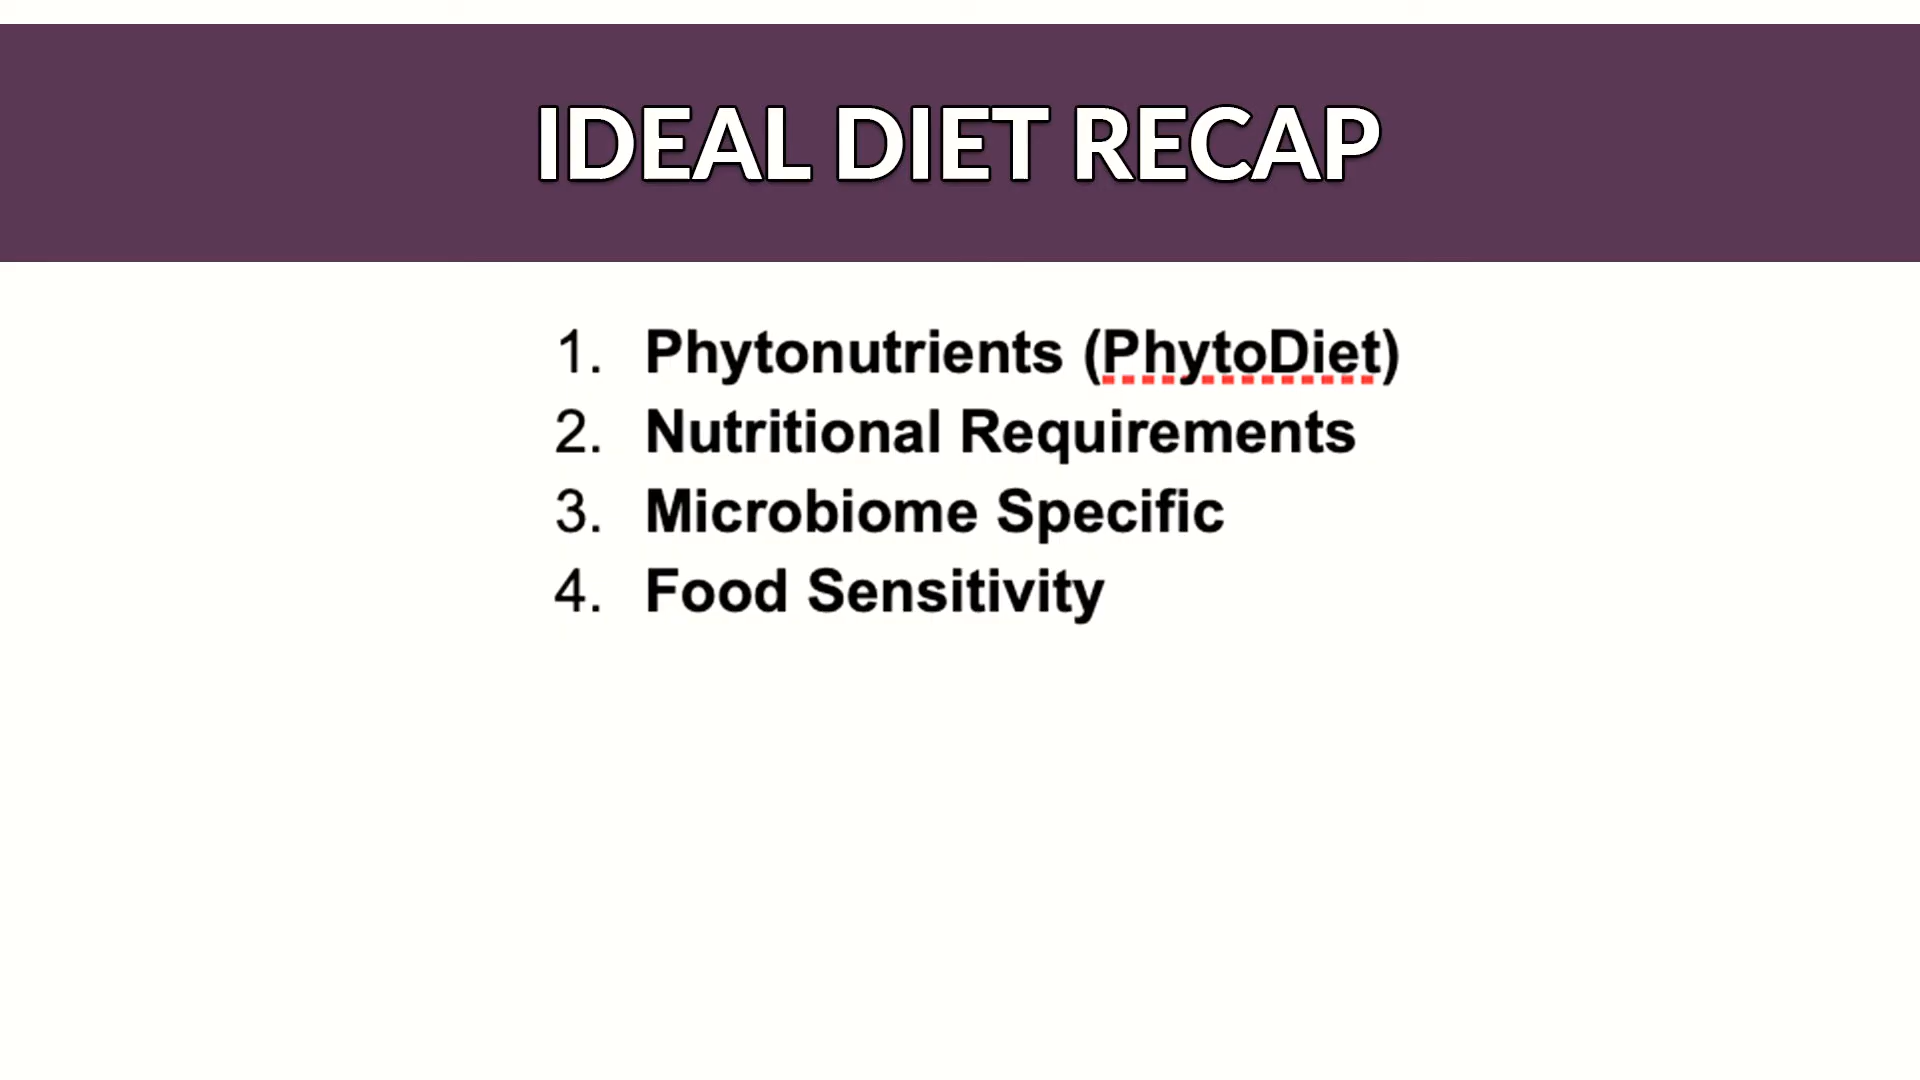 IDEAL DIET RECAP
1. Phytonutrients (PhytoDiet)
2. Nutritional Requirements
3. Microbiome Specific
4. Food Sensitivity